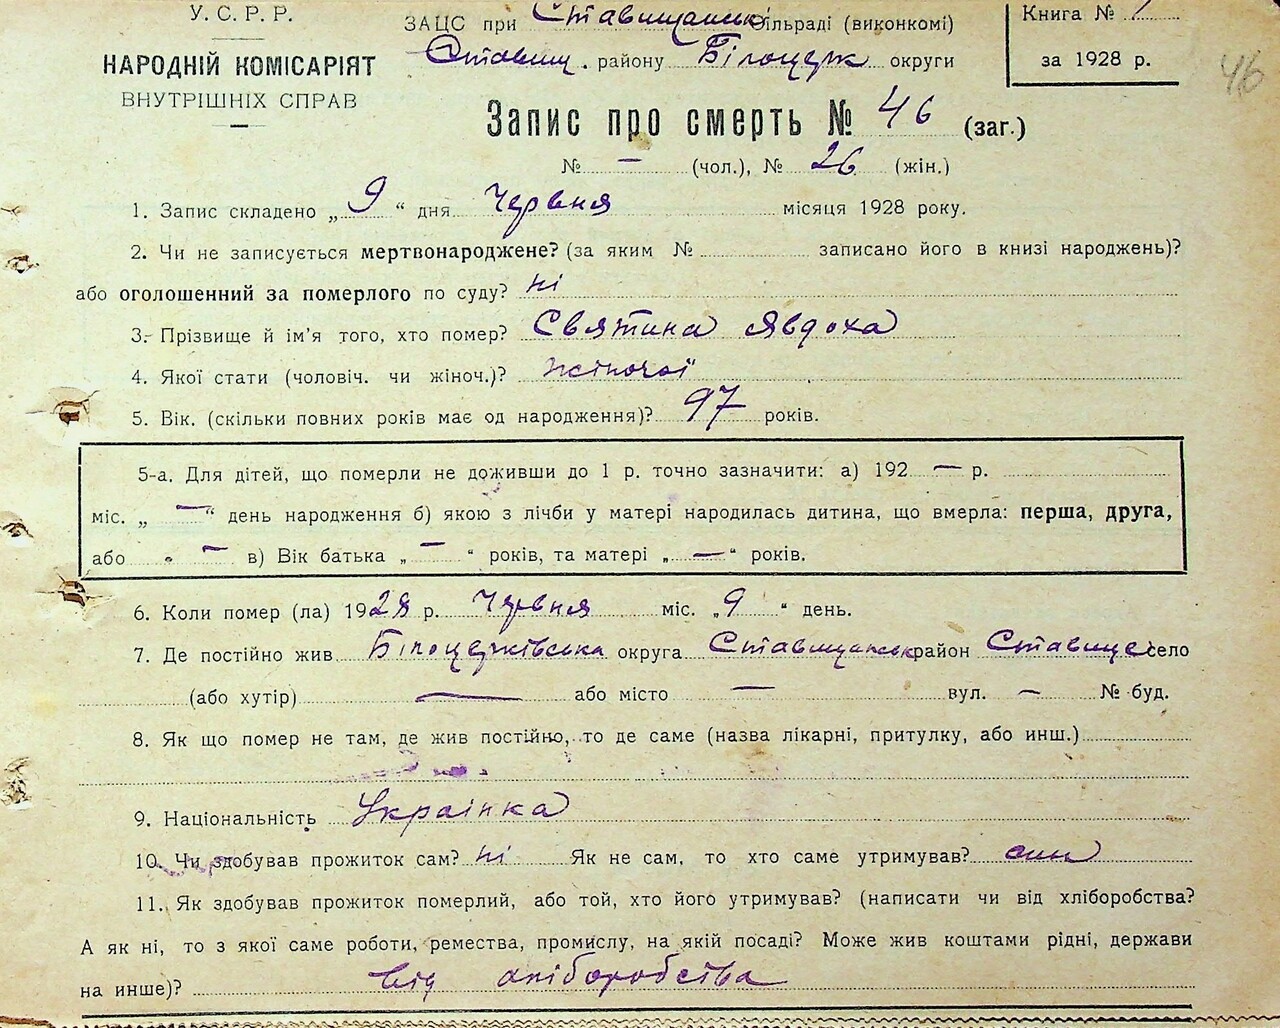 У.С.Р.Р.
НАРОДНІЙ КОМІСАРІЯТ
ВНУТРІШНІХ СПРАВ
ЗАЦС при Ставищанськ сільраді (виконкомі)
Ставищ. району Білоцерк округи
Книга №
за 1928 р.
46
Запис про смерть № 46 (заг.)
№ — (чол.), № 26 (жін.)
1. Запис складено „ 9 “ дня Червня місяця 1928 року.
2. Чи не записується мертвонароджене? (за яким № записано його в книзі народжень)?
або оголошенний за померлого по суду? ні
3. Прізвище й ім'я того, хто помер? Святина Явдоха
4. Якої стати (чоловіч. чи жіноч.)? жіночої
5. Вік. (скільки повних років має од народження)? 97 років.
5-а. Для дітей, що померли не доживши до 1 р. точно зазначити: а) 192 — р.
міс. „ — “ день народження б) якою з лічби у матері народилась дитина, що вмерла: перша, друга,
або „ — в) Вік батька „ — “ років, та матері „ — “ років.
6. Коли помер (ла) 1928 р. Червня міс. „ 9 “ день.
7. Де постійно жив Білоцерківська округа Ставищанськ район Ставище село
(або хутір) — або місто — вул. — № буд.
8. Як що помер не там, де жив постійно, то де саме (назва лікарні, притулку, або инш.)
9. Національність Українка
10. Чи здобував прожиток сам? ні Як не сам, то хто саме утримував? син
11. Як здобував прожиток померлий, або той, хто його утримував? (написати чи від хліборобства?
А як ні, то з якої саме роботи, ремества, промислу, на якій посаді? Може жив коштами рідні, держави
на инше)? від хліборобства